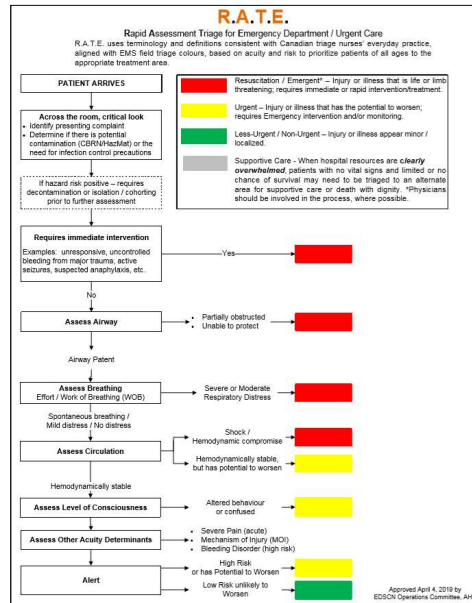 R.A.T.E.
Rapid Assessment Triage for Emergency Department / Urgent Care
R.A.T.E. uses terminology and definitions consistent with Canadian triage nurses' everyday practice,
aligned with EMS field triage colours, based on acuity and risk to prioritize patients of all ages to the
appropriate treatment area.
PATIENT ARRIVES
Across the room, critical look
• Identify presenting complaint
• Determine if there is potential
contamination (CBRN/HazMat) or the
need for infection control precautions
If hazard risk positive – requires
decontamination or isolation / cohorting
prior to further assessment
Resuscitation / Emergent* – Injury or illness that is life or limb
threatening; requires immediate or rapid intervention/treatment.
Urgent – Injury or illness that has the potential to worsen;
requires Emergency intervention and/or monitoring.
Less-Urgent / Non-Urgent – Injury or illness appear minor /
localized.
Supportive Care - When hospital resources are clearly
overwhelmed, patients with no vital signs and limited or no
chance of survival may need to be triaged to an alternate
area for supportive care or death with dignity. *Physicians
should be involved in the process, where possible.
Requires immediate intervention
Examples: unresponsive, uncontrolled
bleeding from major trauma, active
seizures, suspected anaphylaxis, etc.
Yes
No
Assess Airway
• Partially obstructed
• Unable to protect
Airway Patent
Assess Breathing
Effort / Work of Breathing (WOB)
Severe or Moderate
Respiratory Distress
Spontaneous breathing /
Mild distress / No distress
Assess Circulation
Shock /
Hemodynamic compromise
Hemodynamically stable,
but has potential to worsen
Hemodynamically stable
Assess Level of Consciousness
Altered behaviour
or confused
Assess Other Acuity Determinants
• Severe Pain (acute)
• Mechanism of Injury (MOI)
• Bleeding Disorder (high risk)
Alert
High Risk
or has Potential to Worsen
Low Risk unlikely to
Worsen
Approved April 4, 2019 by
EDSCN Operations Committee,